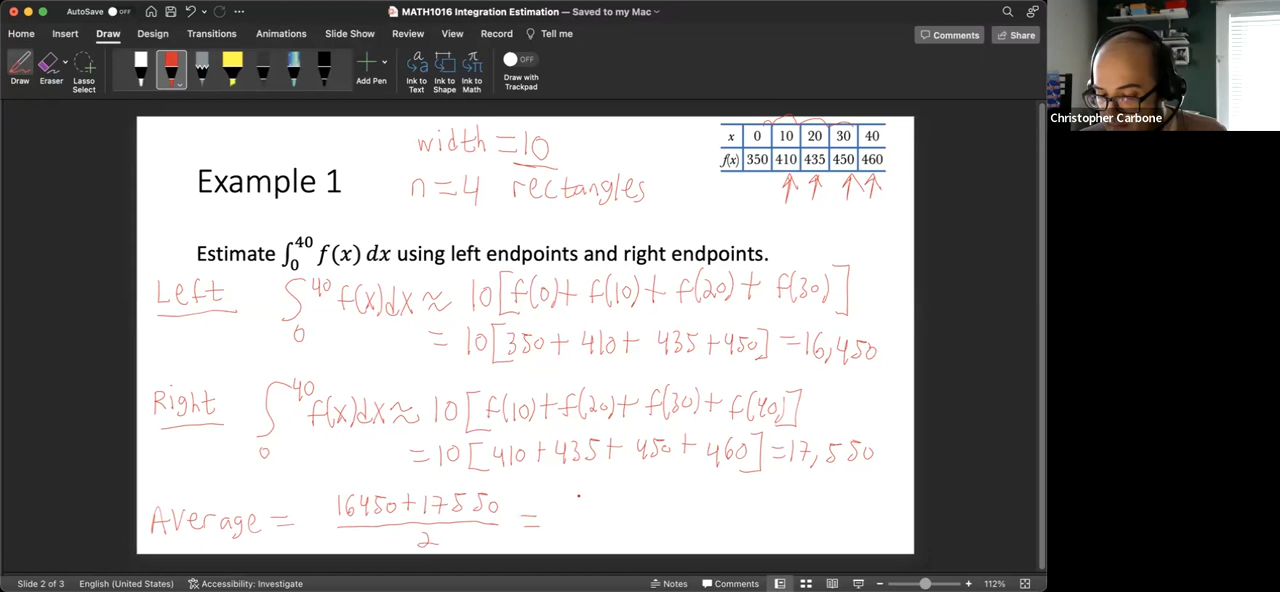 AutoSave OFF MATH1016 Integration Estimation — Saved to my Mac
Home Insert Draw Design Transitions Animations Slide Show Review View Record Tell me Comments Share
Draw Eraser Lasso Select Add Pen Ink to Text Ink to Shape Ink to Math OFF Draw with Trackpad
Christopher Carbone
width = 10
x 0 10 20 30 40
f(x) 350 410 435 450 460
Example 1
n = 4 rectangles
Estimate ∫₀⁴⁰ f(x) dx using left endpoints and right endpoints.
Left ∫₀⁴⁰ f(x)dx ≈ 10[f(0)+ f(10)+ f(20)+ f(30)]
= 10[350+ 410+ 435+450] =16,450
Right ∫₀⁴⁰ f(x)dx ≈ 10[f(10)+f(20)+ f(30)+ f(40)]
=10[410+435+ 450+460]=17,550
Average = 16450+17550 / 2 =
Slide 2 of 3 English (United States) Accessibility: Investigate Notes Comments 112%